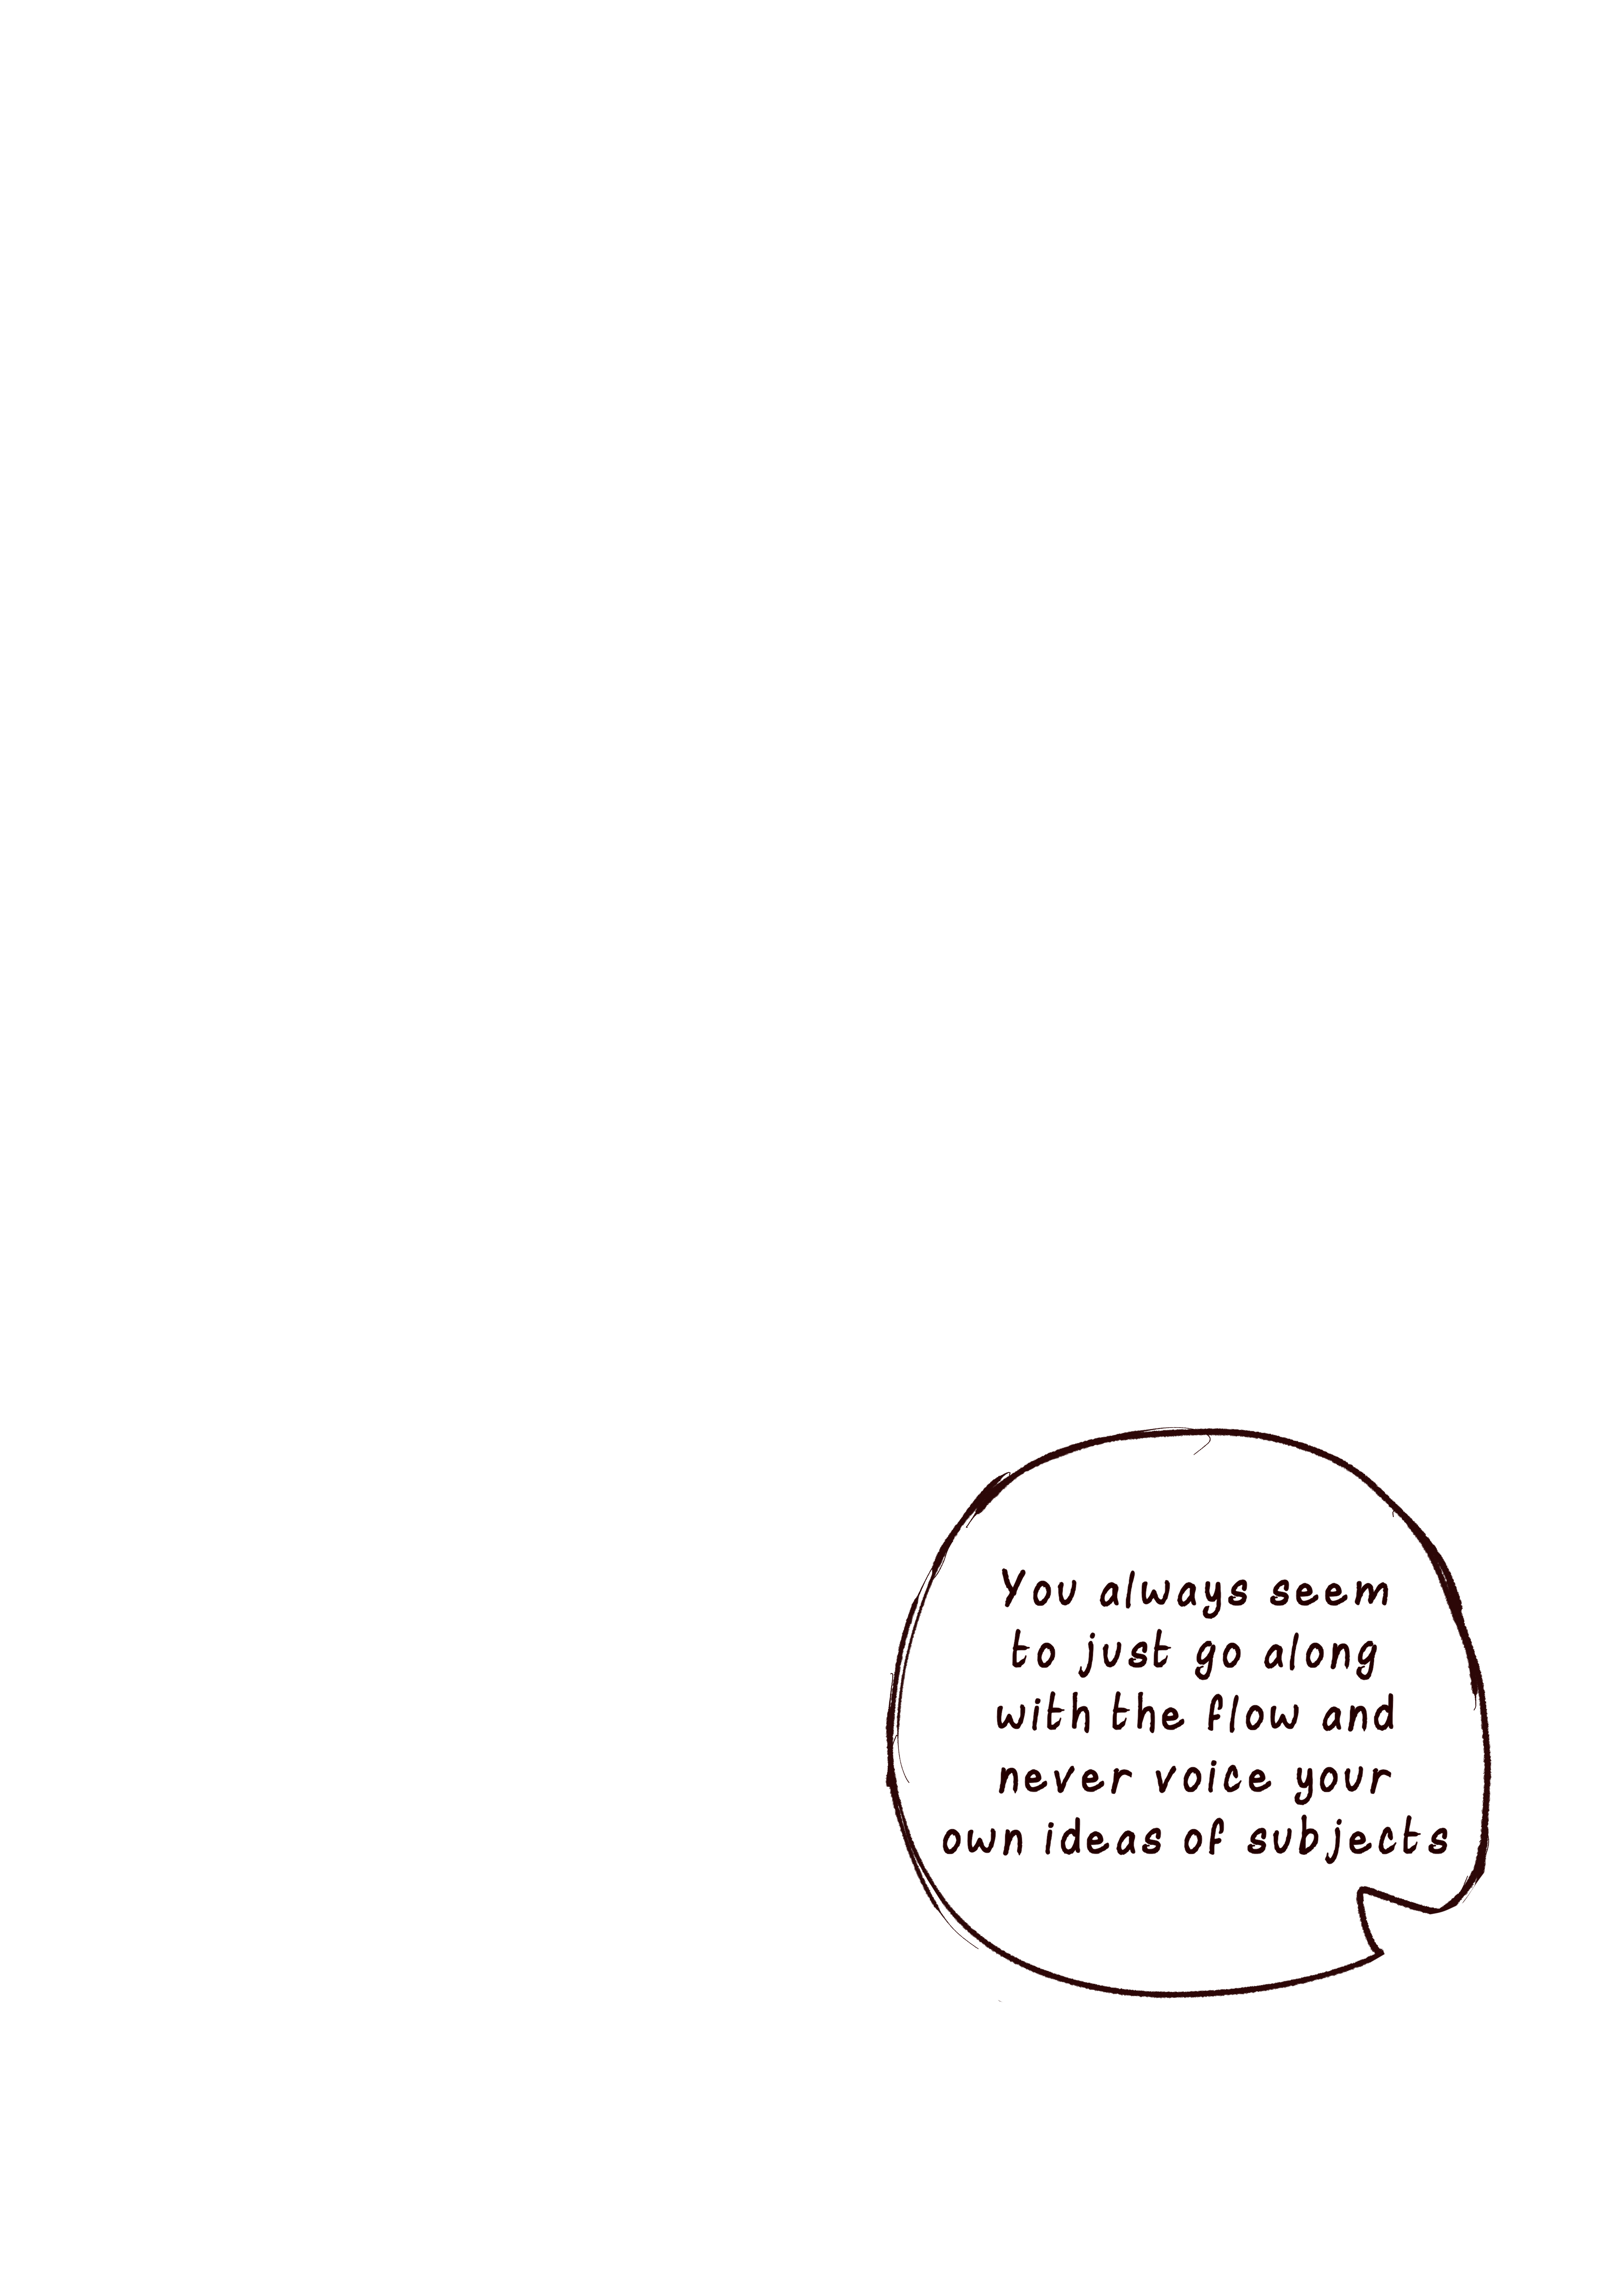 You always seem
to just go along
with the flow and
never voice your
own ideas of subjects